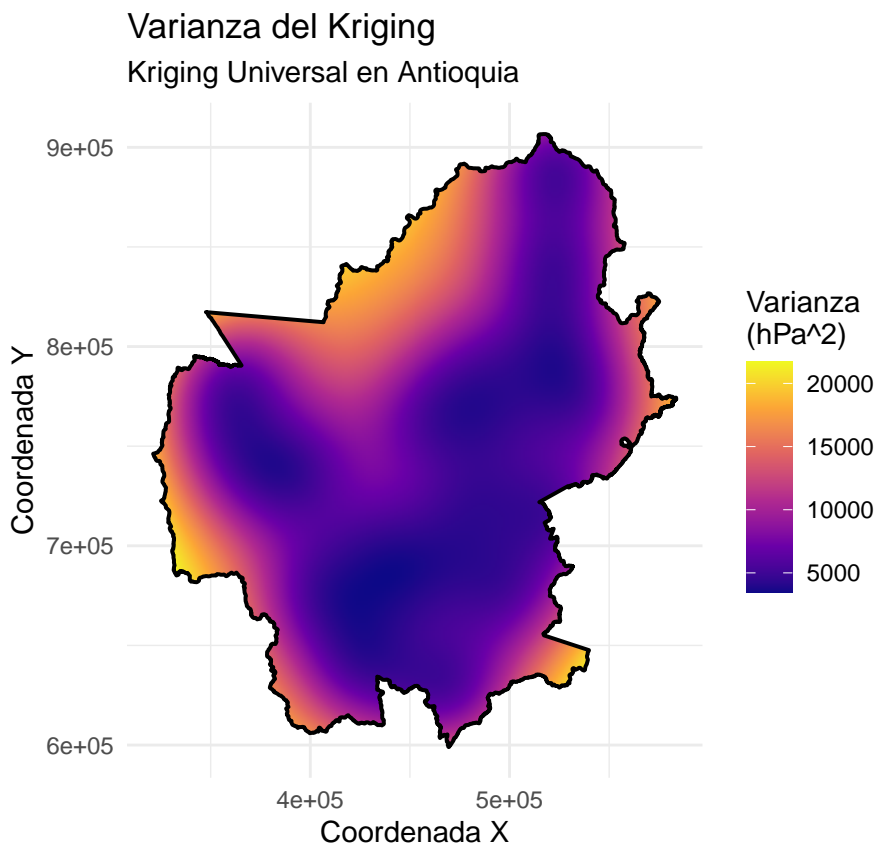 Varianza del Kriging
Kriging Universal en Antioquia
9e+05
8e+05
7e+05
6e+05
Coordenada Y
4e+05 5e+05
Coordenada X
Varianza
(hPa^2)
20000
15000
10000
5000